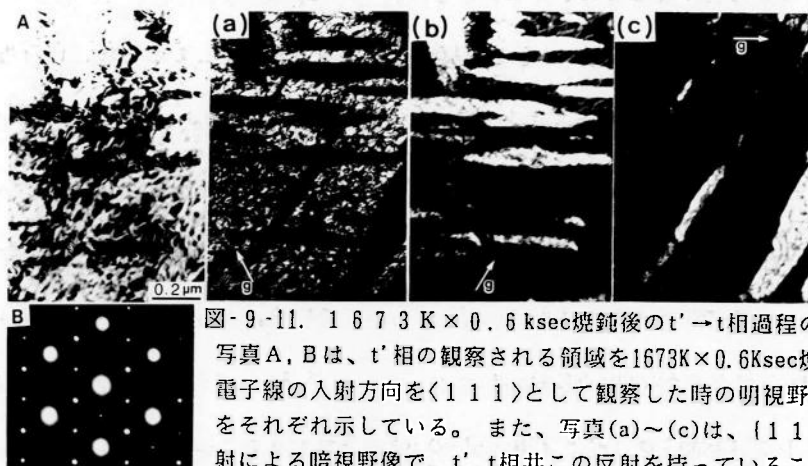 A
(a)
(b)
(c)
g
g
g
0.2μm
B
図-9-11. 1673K×0.6ksec焼鈍後のt'→t相過程の
写真A,Bは、t'相の観察される領域を1673K×0.6Ksec焼
電子線の入射方向を〈111〉として観察した時の明視野
をそれぞれ示している。また、写真(a)~(c)は、{11
射による暗視野像で、t',t相共この反射を持っているこ